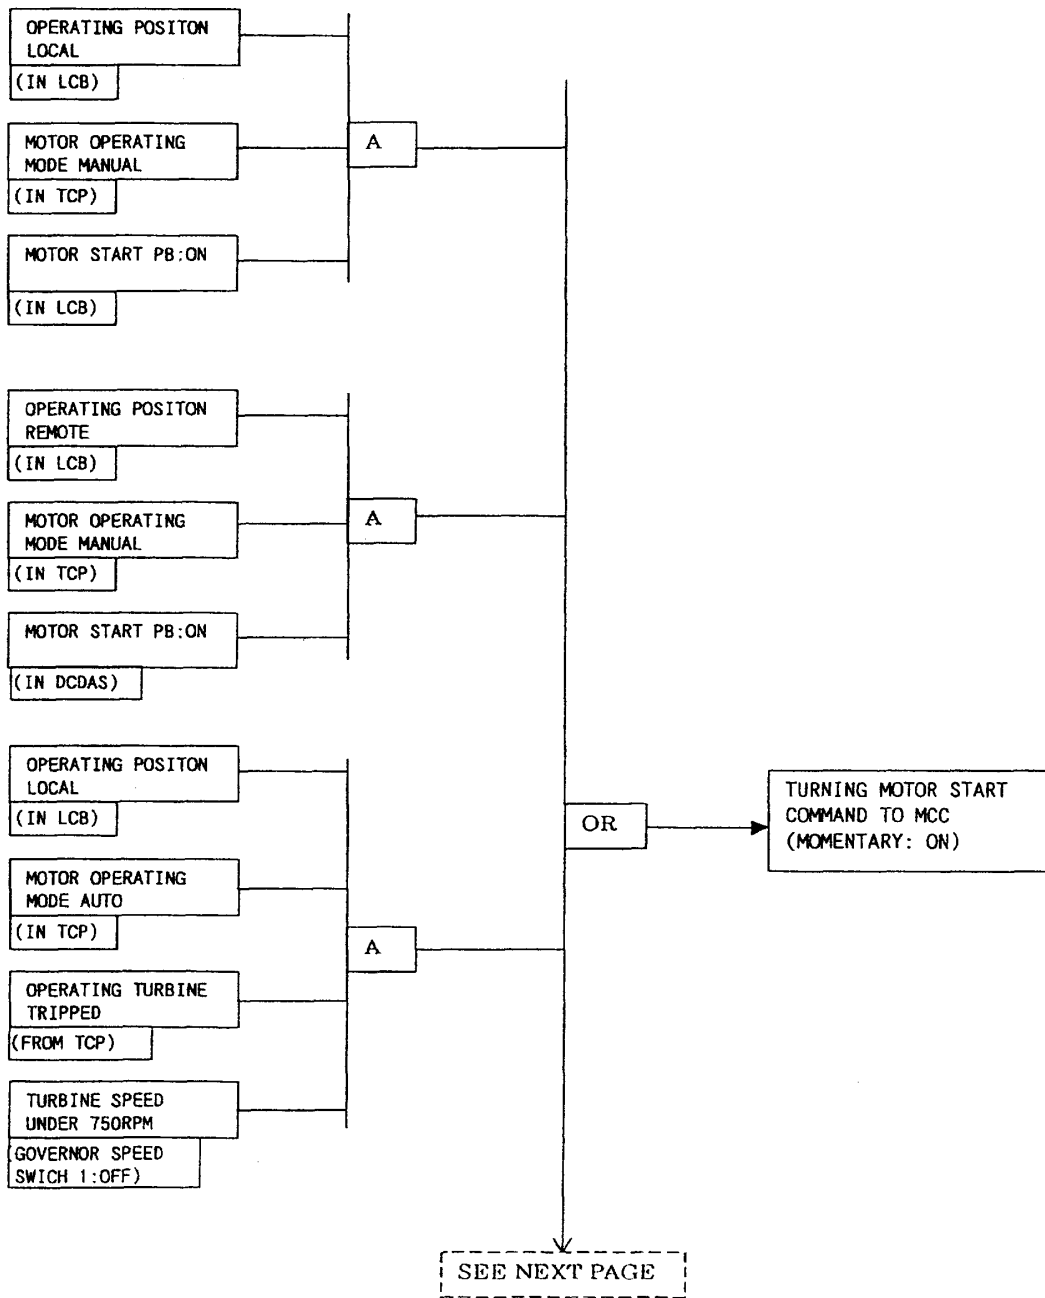 OPERATING POSITON
LOCAL
(IN LCB)
MOTOR OPERATING
MODE MANUAL
(IN TCP)
A
MOTOR START PB:ON
(IN LCB)
OPERATING POSITON
REMOTE
(IN LCB)
MOTOR OPERATING
MODE MANUAL
(IN TCP)
A
MOTOR START PB:ON
(IN DCDAS)
OPERATING POSITON
LOCAL
(IN LCB)
OR
TURNING MOTOR START
COMMAND TO MCC
(MOMENTARY: ON)
MOTOR OPERATING
MODE AUTO
(IN TCP)
A
OPERATING TURBINE
TRIPPED
(FROM TCP)
TURBINE SPEED
UNDER 750RPM
GOVERNOR SPEED
SWICH 1:OFF)
SEE NEXT PAGE